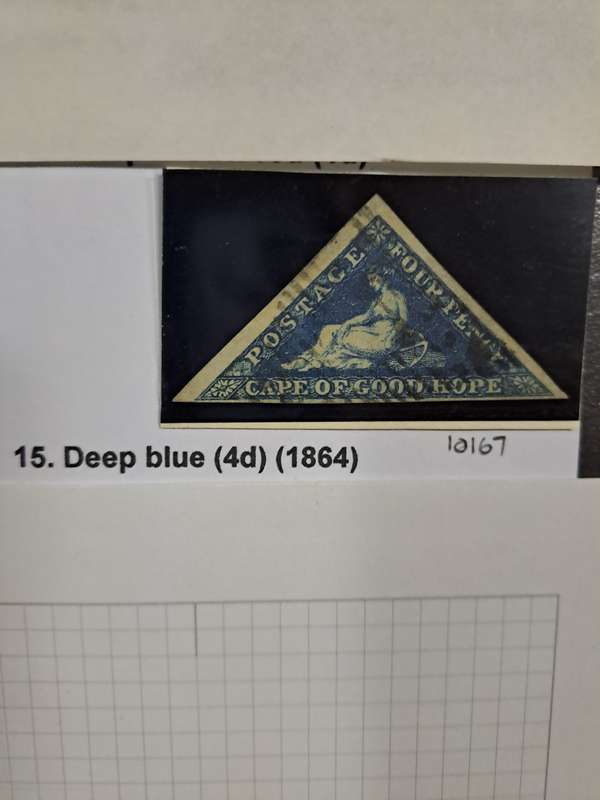 POSTAGE
FOUR PENCE
CAPE OF GOOD HOPE
15. Deep blue (4d) (1864)
10167